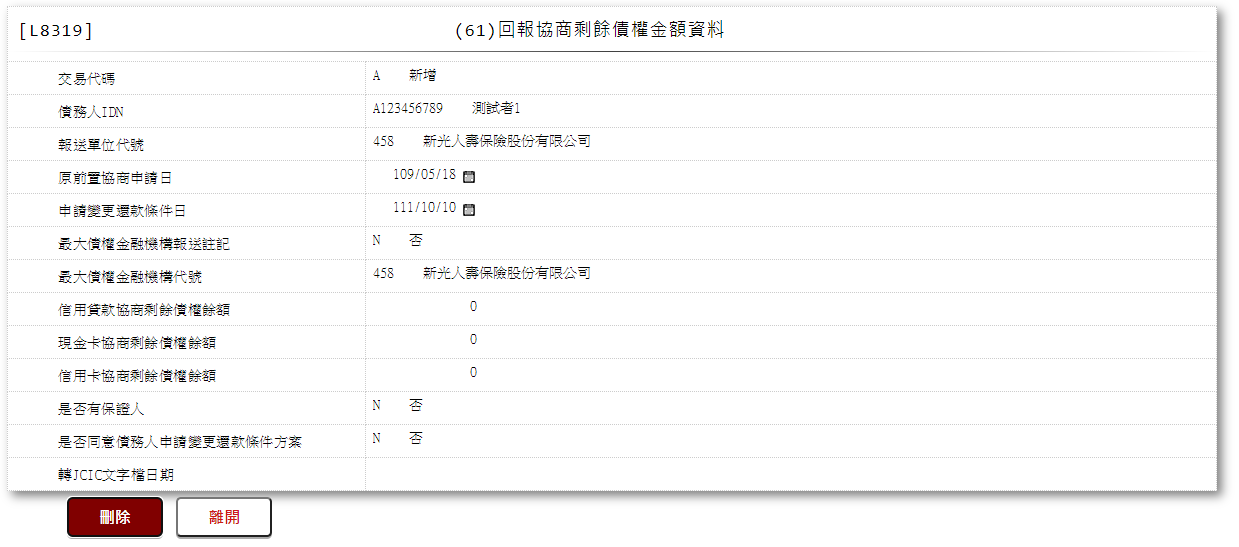 [L8319] (61)回報協商剩餘債權金額資料
交易代碼 A 新增
債務人IDN A123456789 測試者1
報送單位代號 458 新光人壽保險股份有限公司
原前置協商申請日 109/05/18
申請變更還款條件日 111/10/10
最大債權金融機構報送註記 N 否
最大債權金融機構代號 458 新光人壽保險股份有限公司
信用貸款協商剩餘債權餘額 0
現金卡協商剩餘債權餘額 0
信用卡協商剩餘債權餘額 0
是否有保證人 N 否
是否同意債務人申請變更還款條件方案 N 否
轉JCIC文字檔日期
刪除 離開